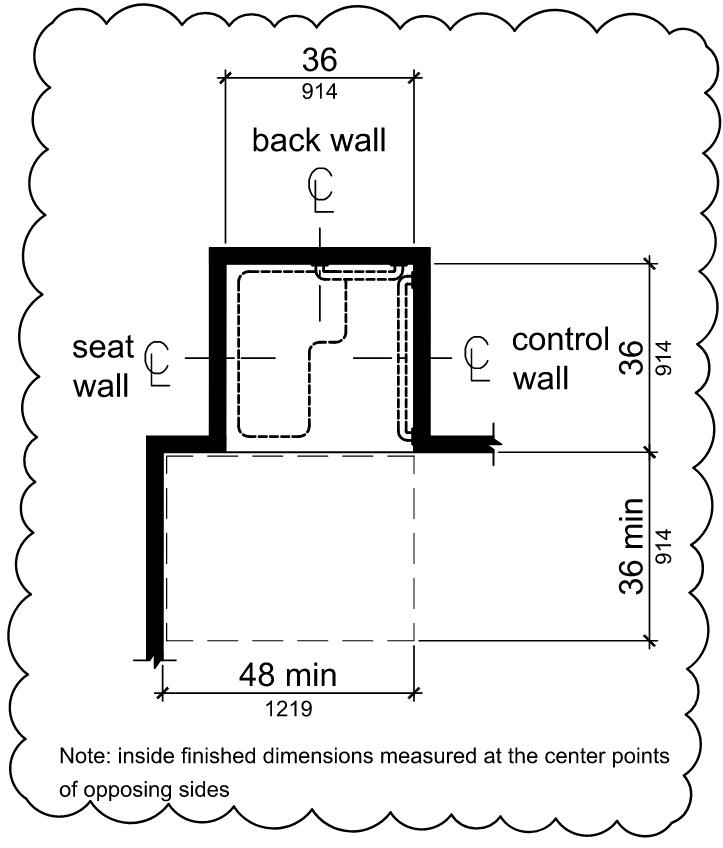 36
914
back wall
℄
seat
wall
℄
℄
control
wall
36
914
36 min
914
48 min
1219
Note: inside finished dimensions measured at the center points
of opposing sides